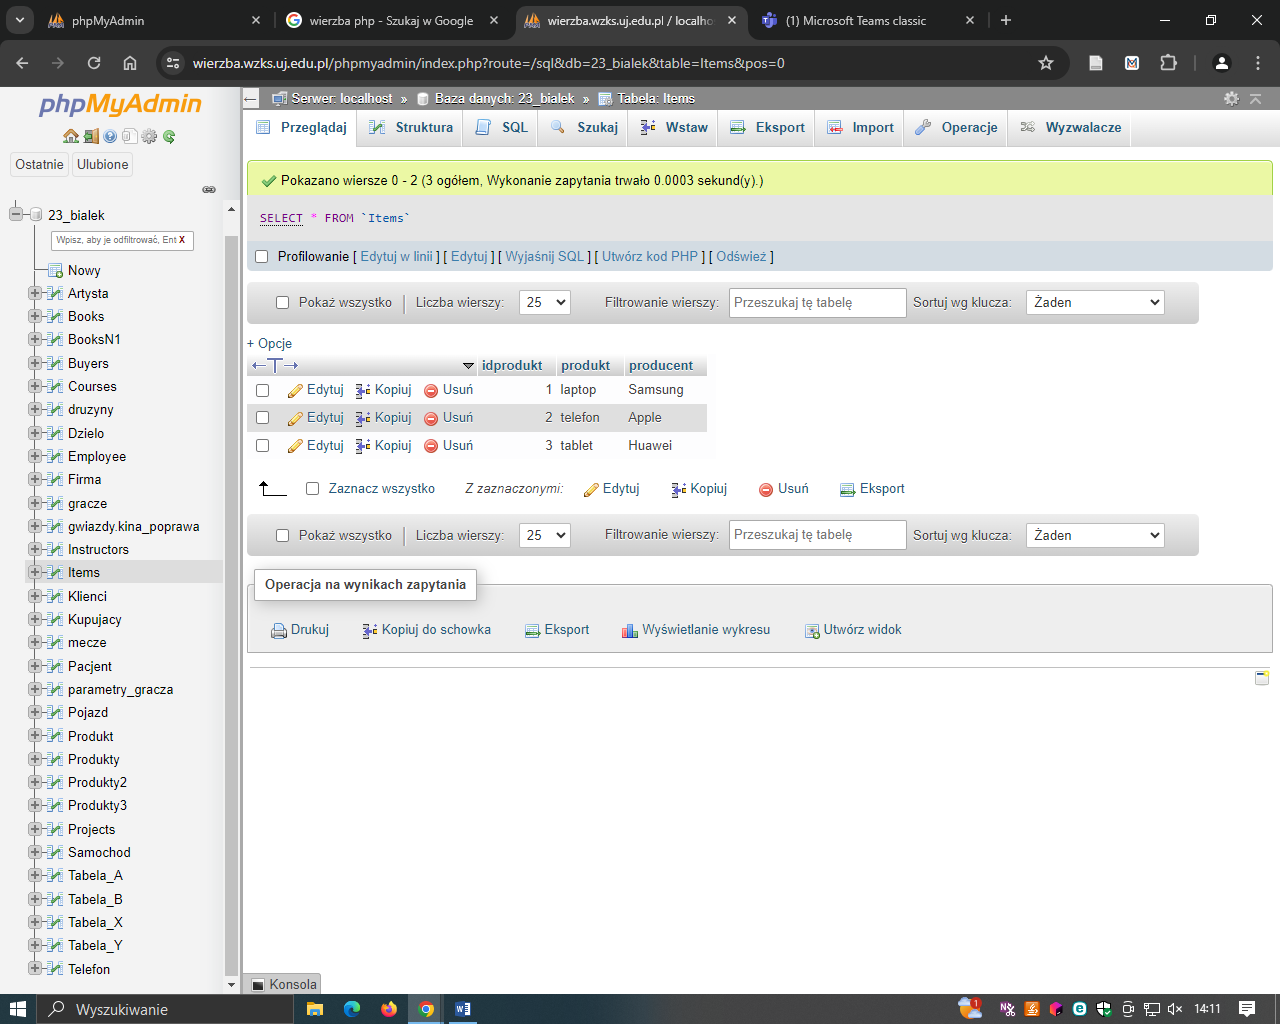 phpMyAdmin
wierzba php - Szukaj w Google
wierzba.wzks.uj.edu.pl / localho
(1) Microsoft Teams classic
wierzba.wzks.uj.edu.pl/phpmyadmin/index.php?route=/sql&db=23_bialek&table=Items&pos=0
phpMyAdmin
Ostatnie Ulubione
23_bialek
Wpisz, aby je odfiltrować, Ent X
Nowy
Artysta
Books
BooksN1
Buyers
Courses
druzyny
Dzielo
Employee
Firma
gracze
gwiazdy.kina_poprawa
Instructors
Items
Klienci
Kupujacy
mecze
Pacjent
parametry_gracza
Pojazd
Produkt
Produkty
Produkty2
Produkty3
Projects
Samochod
Tabela_A
Tabela_B
Tabela_X
Tabela_Y
Telefon
Serwer: localhost » Baza danych: 23_bialek » Tabela: Items
Przeglądaj Struktura SQL Szukaj Wstaw Eksport Import Operacje Wyzwalacze
Pokazano wiersze 0 - 2 (3 ogółem, Wykonanie zapytania trwało 0.0003 sekund(y).)
SELECT * FROM `Items`
Profilowanie [ Edytuj w linii ] [ Edytuj ] [ Wyjaśnij SQL ] [ Utwórz kod PHP ] [ Odśwież ]
Pokaż wszystko Liczba wierszy: 25 Filtrowanie wierszy: Przeszukaj tę tabelę Sortuj wg klucza: Żaden
+ Opcje
idprodukt produkt producent
Edytuj Kopiuj Usuń 1 laptop Samsung
Edytuj Kopiuj Usuń 2 telefon Apple
Edytuj Kopiuj Usuń 3 tablet Huawei
Zaznacz wszystko Z zaznaczonymi: Edytuj Kopiuj Usuń Eksport
Pokaż wszystko Liczba wierszy: 25 Filtrowanie wierszy: Przeszukaj tę tabelę Sortuj wg klucza: Żaden
Operacja na wynikach zapytania
Drukuj Kopiuj do schowka Eksport Wyświetlanie wykresu Utwórz widok
Konsola
Wyszukiwanie
1
14:11